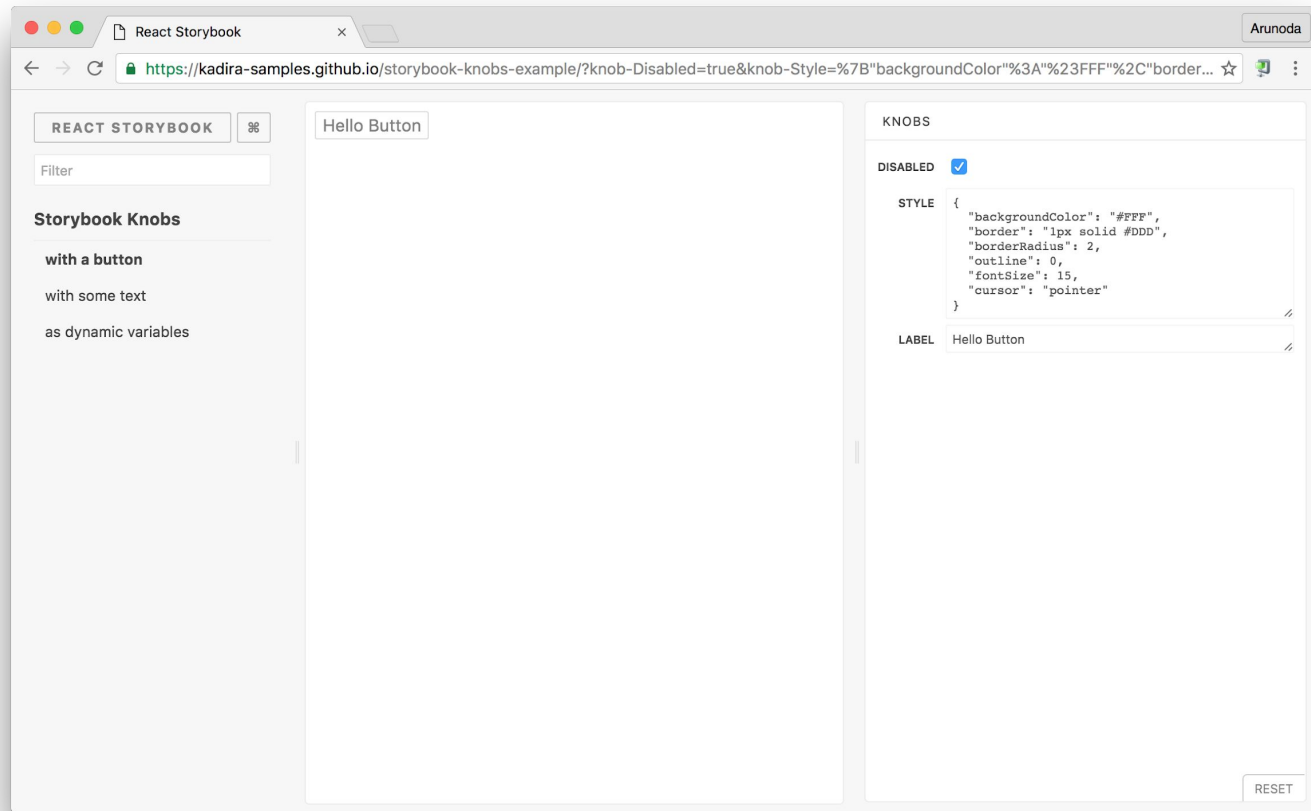 React Storybook
Arunoda
https://kadira-samples.github.io/storybook-knobs-example/?knob-Disabled=true&knob-Style=%7B"backgroundColor"%3A"%23FFF"%2C"border...
REACT STORYBOOK ⌘
Filter
Storybook Knobs
with a button
with some text
as dynamic variables
Hello Button
KNOBS
DISABLED
STYLE
{
"backgroundColor": "#FFF",
"border": "1px solid #DDD",
"borderRadius": 2,
"outline": 0,
"fontSize": 15,
"cursor": "pointer"
}
LABEL Hello Button
RESET